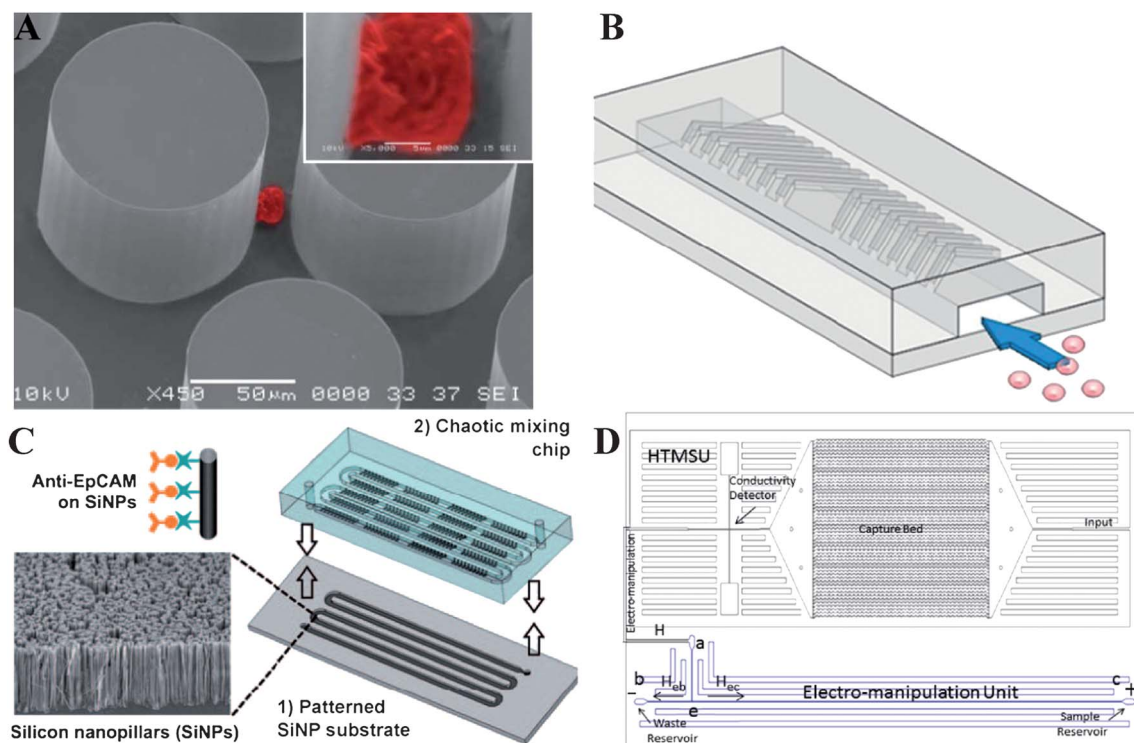 A
10kV X5,000 5μm 0000 33 15 SEI
10kV X450 50μm 0000 33 37 SEI
B
C
2) Chaotic mixing
chip
Anti-EpCAM
on SiNPs
Silicon nanopillars (SiNPs)
1) Patterned
SiNP substrate
D
HTMSU
Conductivity
Detector
Capture Bed
Input
Electro-manipulation
H
a
b
H eb
H ec
c
−
+
Electro-manipulation Unit
e
Waste
Reservoir
Sample
Reservoir